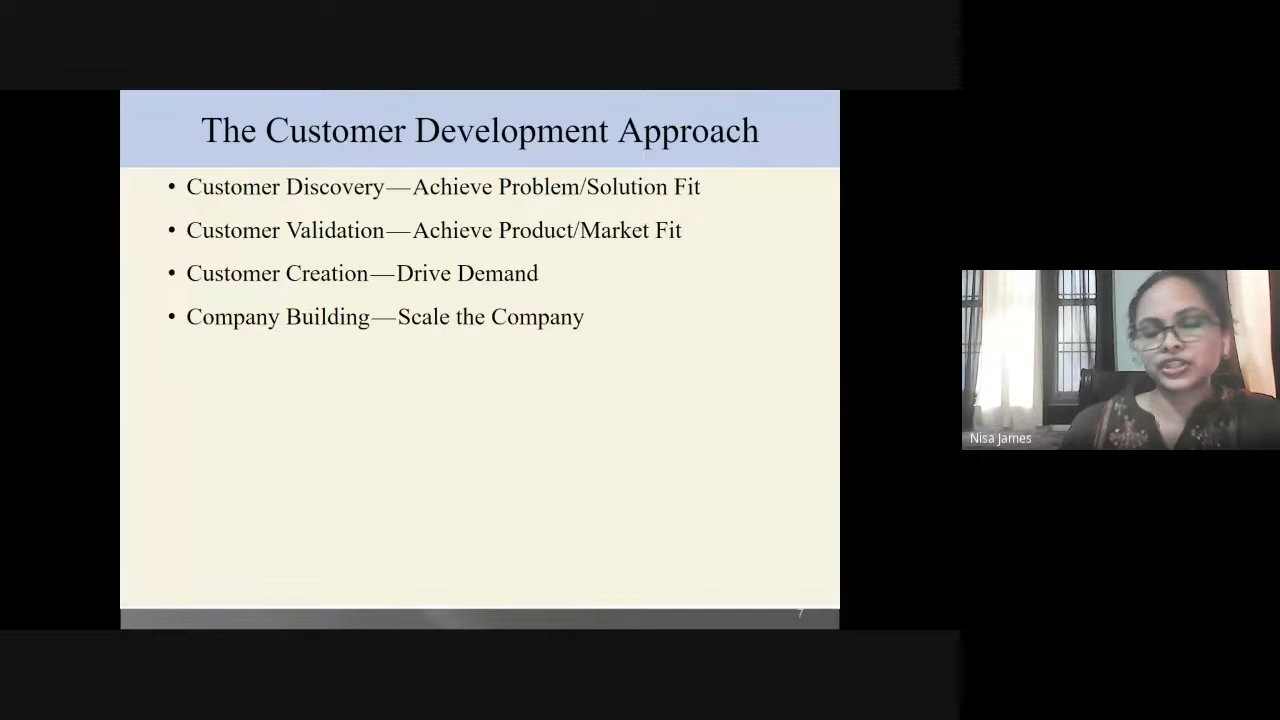 The Customer Development Approach
• Customer Discovery—Achieve Problem/Solution Fit
• Customer Validation—Achieve Product/Market Fit
• Customer Creation—Drive Demand
• Company Building—Scale the Company
7
Nisa James